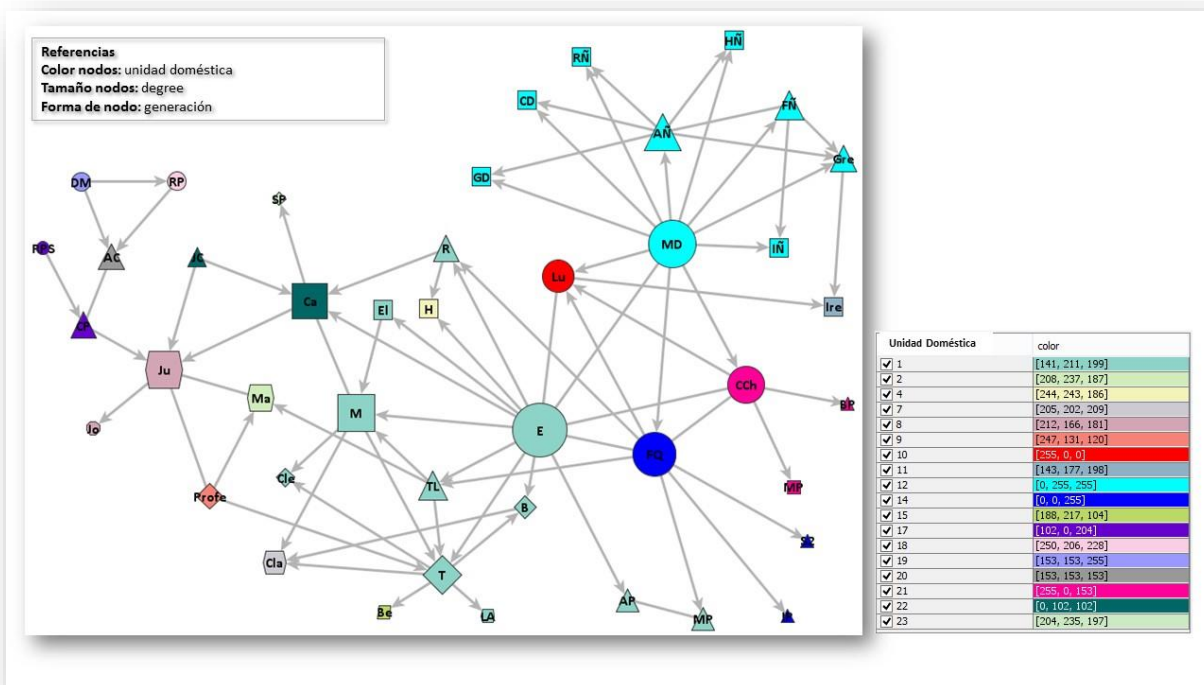 Referencias
Color nodos: unidad doméstica
Tamaño nodos: degree
Forma de nodo: generación
HÑ
RÑ
CD
FÑ
AÑ
Gre
GD
DM
RP
SP
MD
IÑ
R
AC
Lu
Ca
El
H
Ire
Ju
CCh
Ma
M
E
Jo
Cle
TL
MP
Profe
B
Cla
T
Be
LA
AP
MP
Unidad Doméstica color
1 [141, 211, 199]
2 [208, 237, 187]
4 [244, 243, 186]
7 [205, 202, 209]
8 [212, 166, 181]
9 [247, 131, 120]
10 [255, 0, 0]
11 [143, 177, 198]
12 [0, 255, 255]
14 [0, 0, 255]
15 [188, 217, 104]
17 [102, 0, 204]
18 [250, 206, 228]
19 [153, 153, 255]
20 [153, 153, 153]
21 [255, 0, 153]
22 [0, 102, 102]
23 [204, 235, 197]